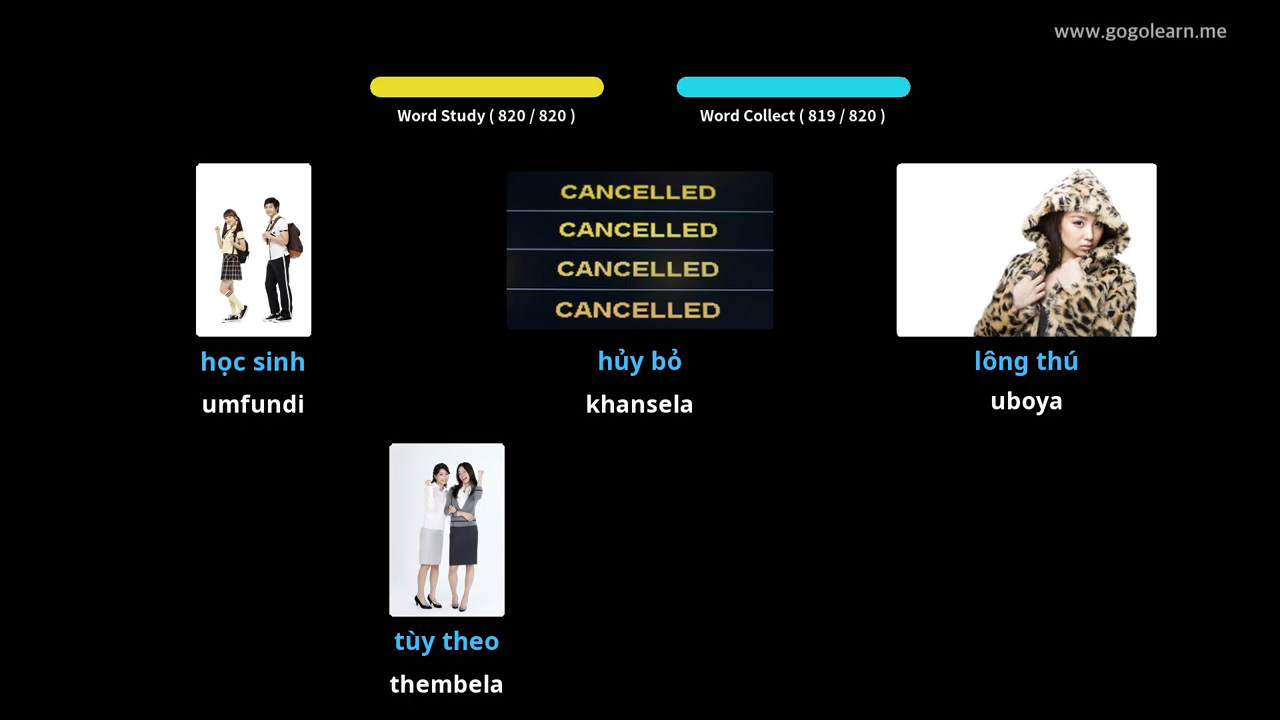 www.gogolearn.me
Word Study ( 820 / 820 )
Word Collect ( 819 / 820 )
CANCELLED
CANCELLED
CANCELLED
CANCELLED
học sinh
umfundi
hủy bỏ
khansela
lông thú
uboya
tùy theo
thembela